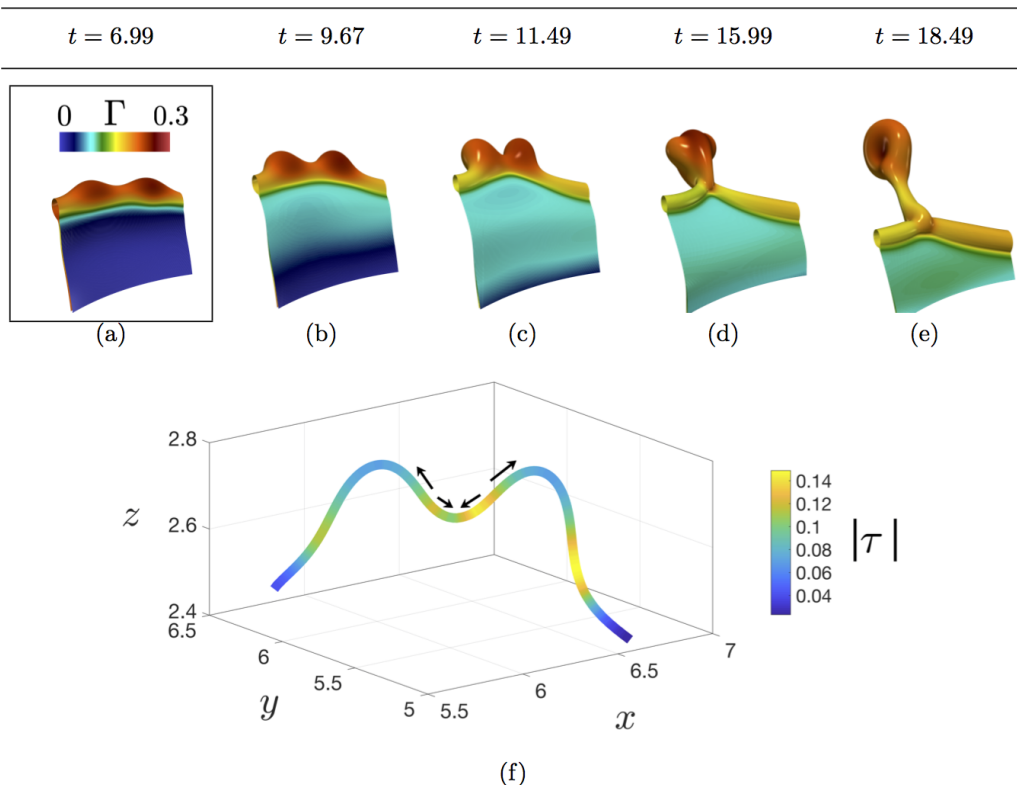 t = 6.99 t = 9.67 t = 11.49 t = 15.99 t = 18.49
0 Γ 0.3
(a) (b) (c) (d) (e)
2.8
0.14
z
0.12
2.6
0.1
|τ|
0.08
0.06
0.04
2.4
6.5
7
6
6.5
5.5
6
y
5 5.5
x
(f)